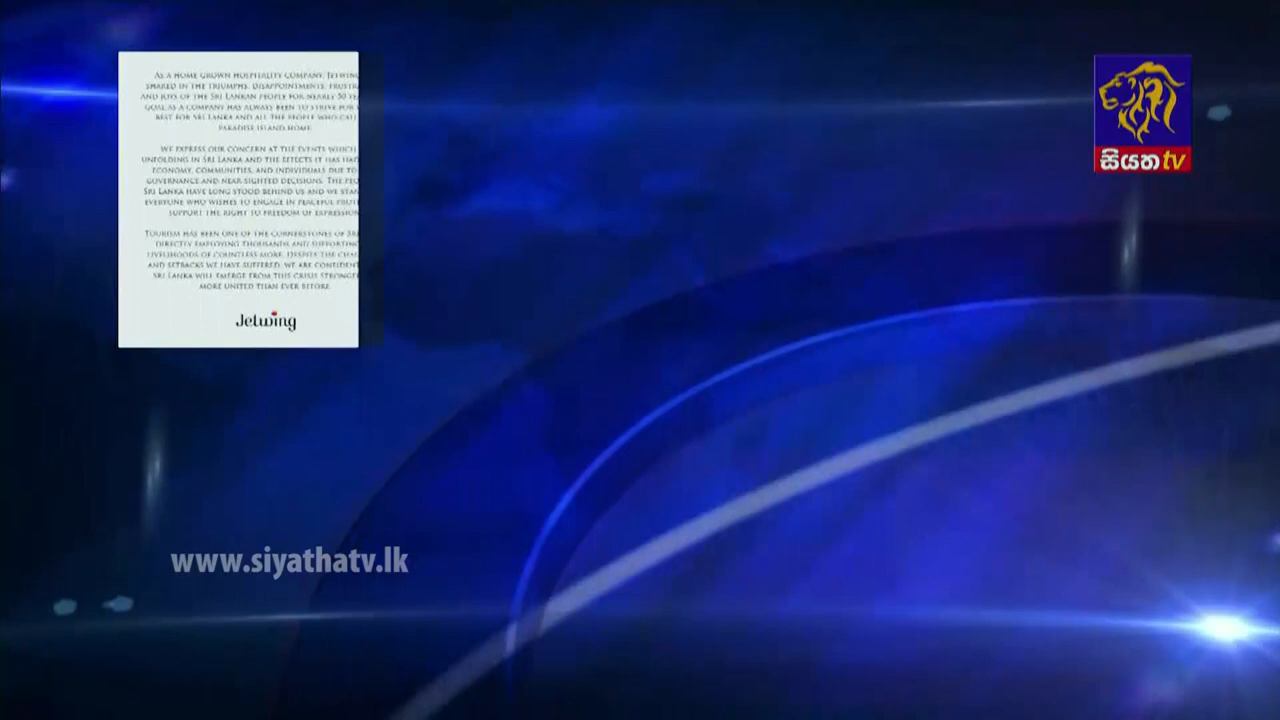 AS A HOME GROWN HOSPITALITY COMPANY, JETWING
SHARED IN THE TRIUMPHS, DISAPPOINTMENTS, FRUSTR
AND JOYS OF THE SRI LANKAN PEOPLE FOR NEARLY 50 YEA
GOAL AS A COMPANY HAS ALWAYS BEEN TO STRIVE FOR
BEST FOR SRI LANKA AND ALL THE PEOPLE WHO CALL
PARADISE ISLAND HOME.
WE EXPRESS OUR CONCERN AT THE EVENTS WHICH
UNFOLDING IN SRI LANKA AND THE EFFECTS IT HAS HAD
ECONOMY, COMMUNITIES, AND INDIVIDUALS DUE TO
GOVERNANCE AND NEAR SIGHTED DECISIONS. THE PEO
SRI LANKA HAVE LONG STOOD BEHIND US AND WE STAN
EVERYONE WHO WISHES TO ENGAGE IN PEACEFUL PROT
SUPPORT THE RIGHT TO FREEDOM OF EXPRESSION
TOURISM HAS BEEN ONE OF THE CORNERSTONES OF SRI
DIRECTLY EMPLOYING THOUSANDS AND SUPPORTING
LIVELIHOODS OF COUNTLESS MORE. DESPITE THE CHAL
AND SETBACKS WE HAVE SUFFERED, WE ARE CONFIDENT
SRI LANKA WILL EMERGE FROM THIS CRISIS STRONGER
MORE UNITED THAN EVER BEFORE.
Jetwing
සියත tv
www.siyathatv.lk